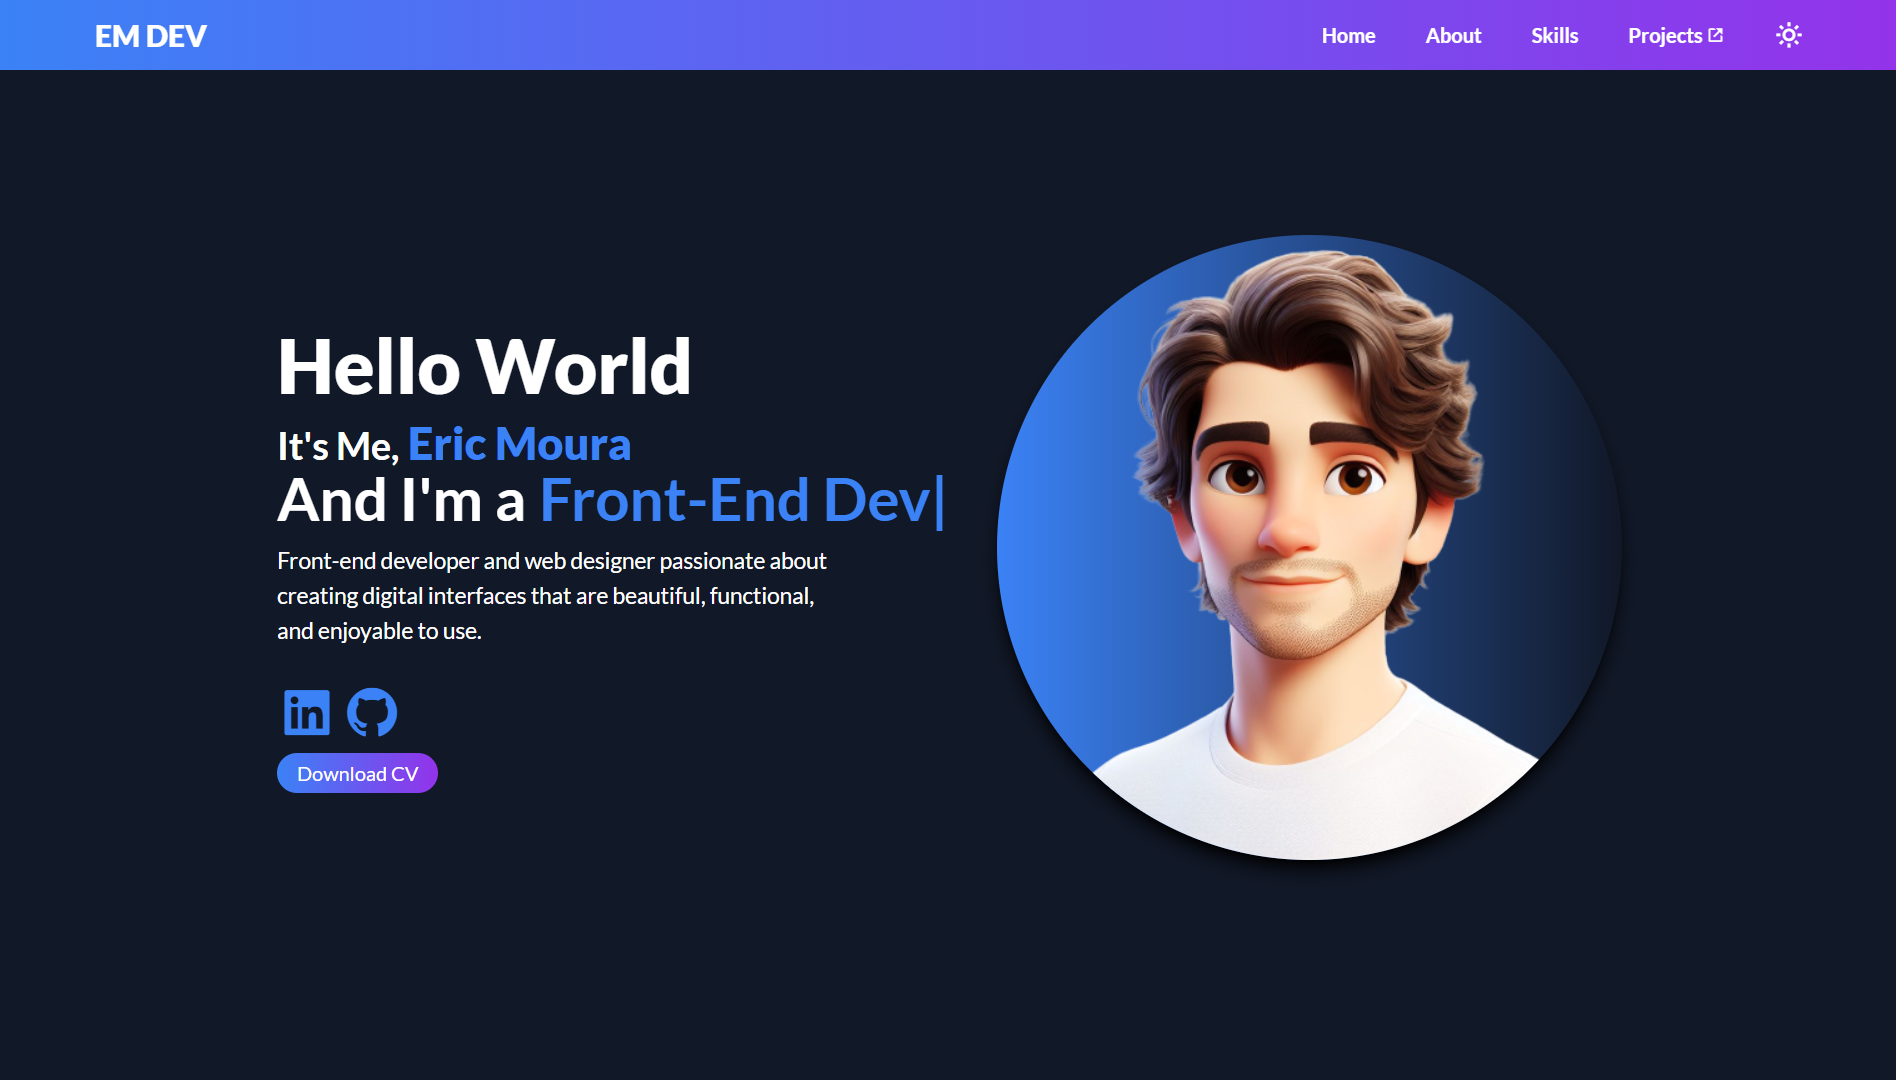 EM DEV
Home
About
Skills
Projects
Hello World
It's Me, Eric Moura
And I'm a Front-End Dev|
Front-end developer and web designer passionate about
creating digital interfaces that are beautiful, functional,
and enjoyable to use.
in
Download CV